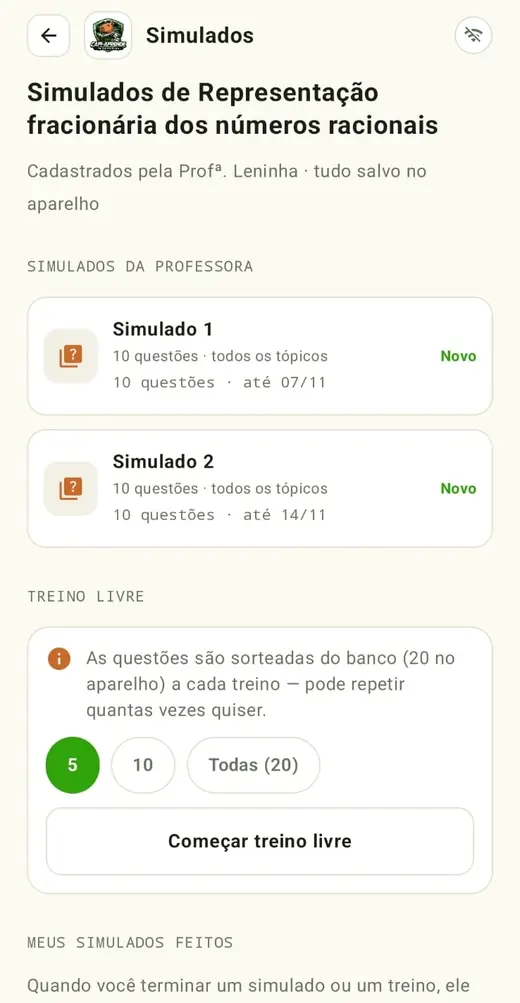 Simulados
Simulados de Representação
fracionária dos números racionais
Cadastrados pela Profª. Leninha · tudo salvo no
aparelho
SIMULADOS DA PROFESSORA
Simulado 1
10 questões · todos os tópicos
10 questões · até 07/11
Novo
Simulado 2
10 questões · todos os tópicos
10 questões · até 14/11
Novo
TREINO LIVRE
As questões são sorteadas do banco (20 no
aparelho) a cada treino — pode repetir
quantas vezes quiser.
5
10
Todas (20)
Começar treino livre
MEUS SIMULADOS FEITOS
Quando você terminar um simulado ou um treino, ele